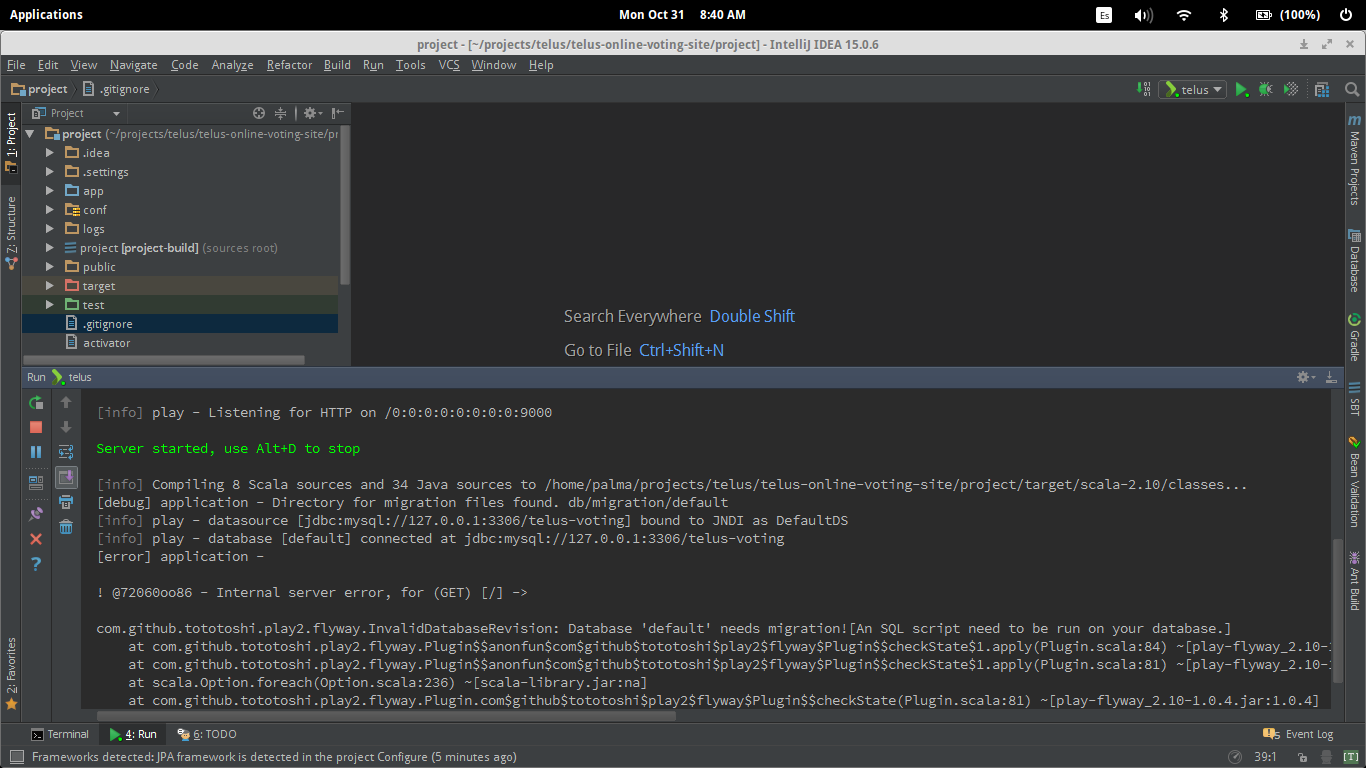 Applications
Mon Oct 31 8:40 AM
Es
(100%)
project - [~/projects/telus/telus-online-voting-site/project] - IntelliJ IDEA 15.0.6
File Edit View Navigate Code Analyze Refactor Build Run Tools VCS Window Help
project .gitignore
telus
Project
1: Project
project (~/projects/telus/telus-online-voting-site/pr
.idea
.settings
app
conf
logs
project [project-build] (sources root)
public
target
test
.gitignore
activator
Z: Structure
2: Favorites
Search Everywhere Double Shift
Go to File Ctrl+Shift+N
Maven Projects
Database
Gradle
SBT
Bean Validation
Ant Build
Run telus
[info] play - Listening for HTTP on /0:0:0:0:0:0:0:0:9000
Server started, use Alt+D to stop
[info] Compiling 8 Scala sources and 34 Java sources to /home/palma/projects/telus/telus-online-voting-site/project/target/scala-2.10/classes...
[debug] application - Directory for migration files found. db/migration/default
[info] play - datasource [jdbc:mysql://127.0.0.1:3306/telus-voting] bound to JNDI as DefaultDS
[info] play - database [default] connected at jdbc:mysql://127.0.0.1:3306/telus-voting
[error] application -
! @72060oo86 - Internal server error, for (GET) [/] ->
com.github.tototoshi.play2.flyway.InvalidDatabaseRevision: Database 'default' needs migration![An SQL script need to be run on your database.]
at com.github.tototoshi.play2.flyway.Plugin$$anonfun$com$github$tototoshi$play2$flyway$Plugin$$checkState$1.apply(Plugin.scala:84) ~[play-flyway_2.10-1
at com.github.tototoshi.play2.flyway.Plugin$$anonfun$com$github$tototoshi$play2$flyway$Plugin$$checkState$1.apply(Plugin.scala:81) ~[play-flyway_2.10-1
at scala.Option.foreach(Option.scala:236) ~[scala-library.jar:na]
at com.github.tototoshi.play2.flyway.Plugin.com$github$tototoshi$play2$flyway$Plugin$$checkState(Plugin.scala:81) ~[play-flyway_2.10-1.0.4.jar:1.0.4]
Terminal 4: Run 6: TODO Event Log
Frameworks detected: JPA framework is detected in the project Configure (5 minutes ago) 39:1 [T]